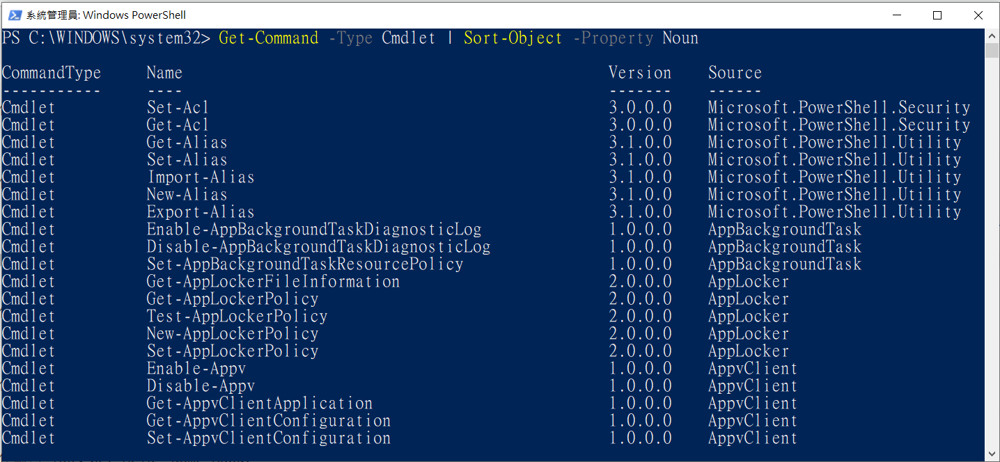 系統管理員: Windows PowerShell
PS C:\WINDOWS\system32> Get-Command -Type Cmdlet | Sort-Object -Property Noun
CommandType     Name                                               Version    Source
-----------     ----                                               -------    ------
Cmdlet          Set-Acl                                            3.0.0.0    Microsoft.PowerShell.Security
Cmdlet          Get-Acl                                            3.0.0.0    Microsoft.PowerShell.Security
Cmdlet          Get-Alias                                          3.1.0.0    Microsoft.PowerShell.Utility
Cmdlet          Set-Alias                                          3.1.0.0    Microsoft.PowerShell.Utility
Cmdlet          Import-Alias                                       3.1.0.0    Microsoft.PowerShell.Utility
Cmdlet          New-Alias                                          3.1.0.0    Microsoft.PowerShell.Utility
Cmdlet          Export-Alias                                       3.1.0.0    Microsoft.PowerShell.Utility
Cmdlet          Enable-AppBackgroundTaskDiagnosticLog              1.0.0.0    AppBackgroundTask
Cmdlet          Disable-AppBackgroundTaskDiagnosticLog             1.0.0.0    AppBackgroundTask
Cmdlet          Set-AppBackgroundTaskResourcePolicy                1.0.0.0    AppBackgroundTask
Cmdlet          Get-AppLockerFileInformation                       2.0.0.0    AppLocker
Cmdlet          Get-AppLockerPolicy                                2.0.0.0    AppLocker
Cmdlet          Test-AppLockerPolicy                               2.0.0.0    AppLocker
Cmdlet          New-AppLockerPolicy                                2.0.0.0    AppLocker
Cmdlet          Set-AppLockerPolicy                                2.0.0.0    AppLocker
Cmdlet          Enable-Appv                                        1.0.0.0    AppvClient
Cmdlet          Disable-Appv                                       1.0.0.0    AppvClient
Cmdlet          Get-AppvClientApplication                          1.0.0.0    AppvClient
Cmdlet          Get-AppvClientConfiguration                        1.0.0.0    AppvClient
Cmdlet          Set-AppvClientConfiguration                        1.0.0.0    AppvClient